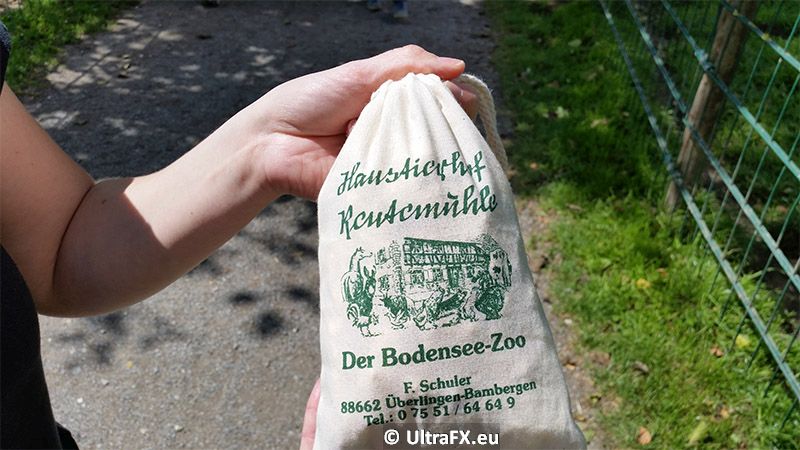 Haustierhof
Reutemühle
Der Bodensee-Zoo
F. Schuler
88662 Überlingen-Bambergen
Tel.: 0 75 51 / 64 64 9
© UltraFX.eu